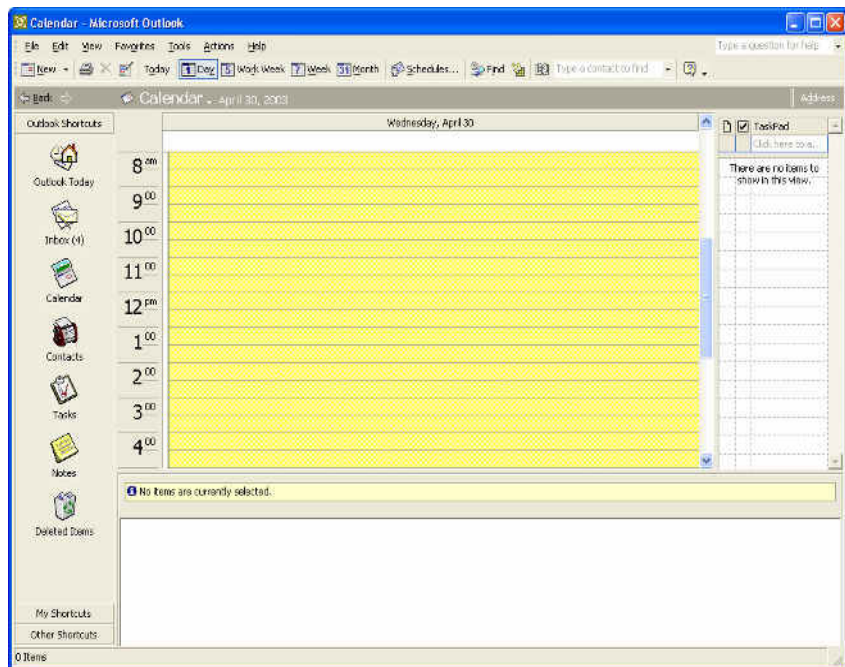 Calendar - Microsoft Outlook
File Edit View Favorites Tools Actions Help
Type a question for help
New Today 1 Day 5 Work Week 7 Week 31 Month Schedules... Find Type a contact to find
Back Calendar. April 30, 2003 Address
Outlook Shortcuts
Outlook Today
Inbox (4)
Calendar
Contacts
Tasks
Notes
Deleted Items
My Shortcuts
Other Shortcuts
Wednesday, April 30
8 am
9 00
10 00
11 00
12 pm
1 00
2 00
3 00
4 00
TaskPad
Click here to a...
There are no items to
show in this view.
No items are currently selected.
0 Items